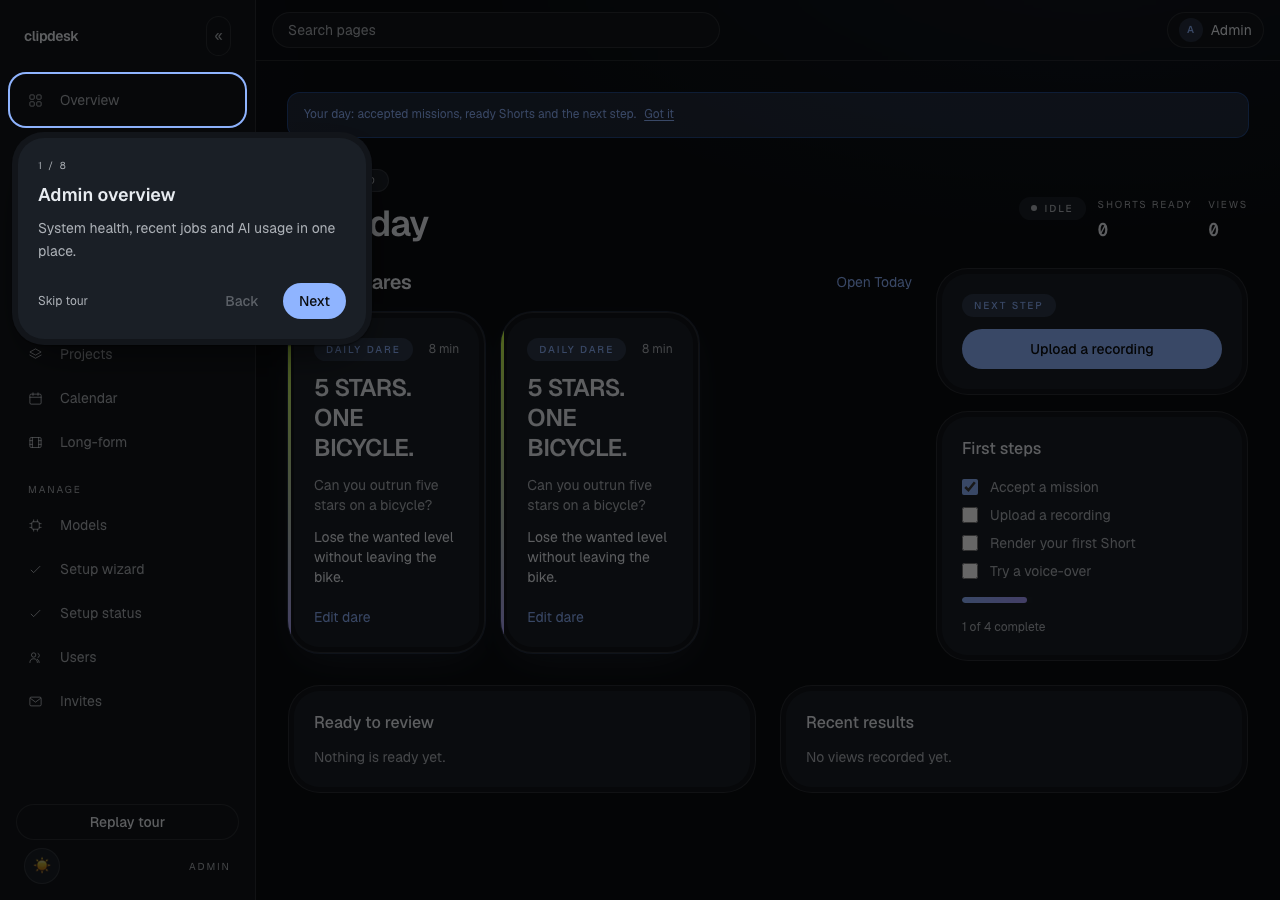 clipdesk
«
Search pages
A
Admin
Overview
Your day: accepted missions, ready Shorts and the next step. Got it
1 / 8
Admin overview
System health, recent jobs and AI usage in one
place.
Skip tour
Back
Next
day
IDLE
SHORTS READY
0
VIEWS
0
ares
Open Today
Projects
Calendar
Long-form
MANAGE
Models
Setup wizard
Setup status
Users
Invites
Replay tour
ADMIN
DAILY DARE
8 min
5 STARS.
ONE
BICYCLE.
Can you outrun five
stars on a bicycle?
Lose the wanted level
without leaving the
bike.
Edit dare
DAILY DARE
8 min
5 STARS.
ONE
BICYCLE.
Can you outrun five
stars on a bicycle?
Lose the wanted level
without leaving the
bike.
Edit dare
NEXT STEP
Upload a recording
First steps
Accept a mission
Upload a recording
Render your first Short
Try a voice-over
1 of 4 complete
Ready to review
Nothing is ready yet.
Recent results
No views recorded yet.